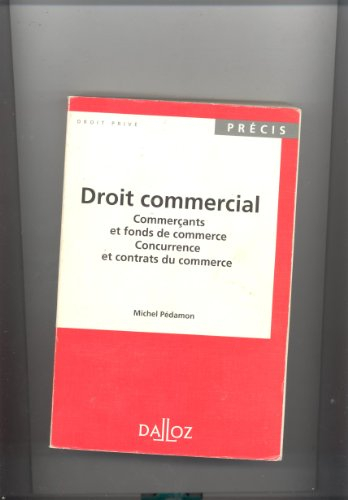 DROIT PRIVÉ
PRÉCIS
Droit commercial
Commerçants
et fonds de commerce
Concurrence
et contrats du commerce
Michel Pédamon
DALLOZ